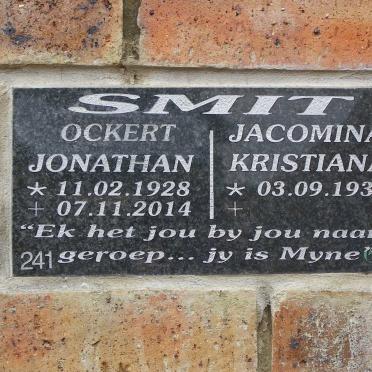 SMIT
OCKERT
JONATHAN
* 11.02.1928
+ 07.11.2014
JACOMINA
KRISTIANA
* 03.09.193
+
"Ek het jou by jou naam
geroep... jy is Myne"
241